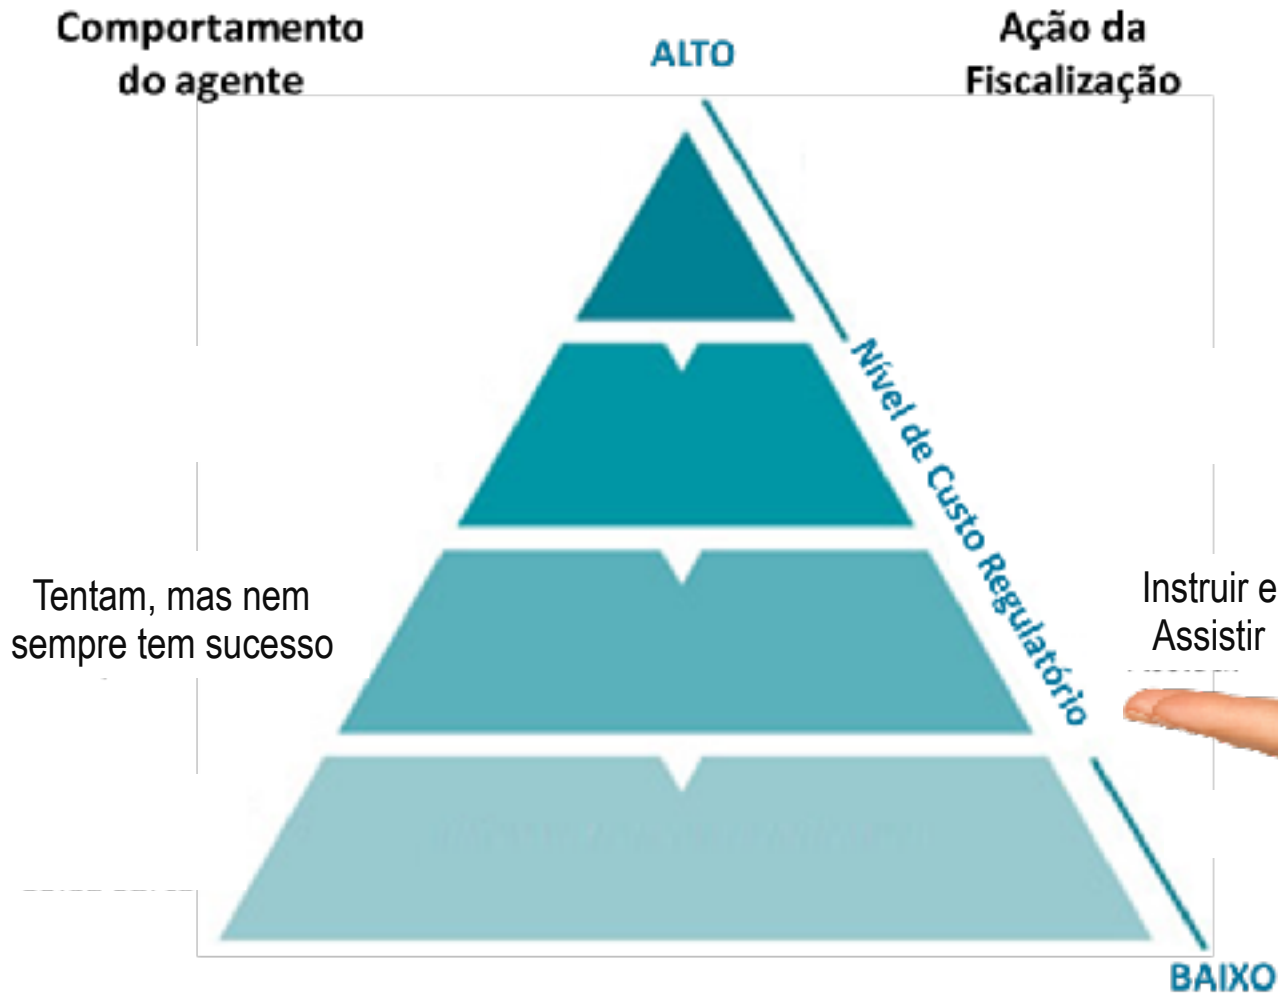 Comportamento
do agente
ALTO
Ação da
Fiscalização
Nível de Custo Regulatório
Tentam, mas nem
sempre tem sucesso
Instruir e
Assistir
BAIXO